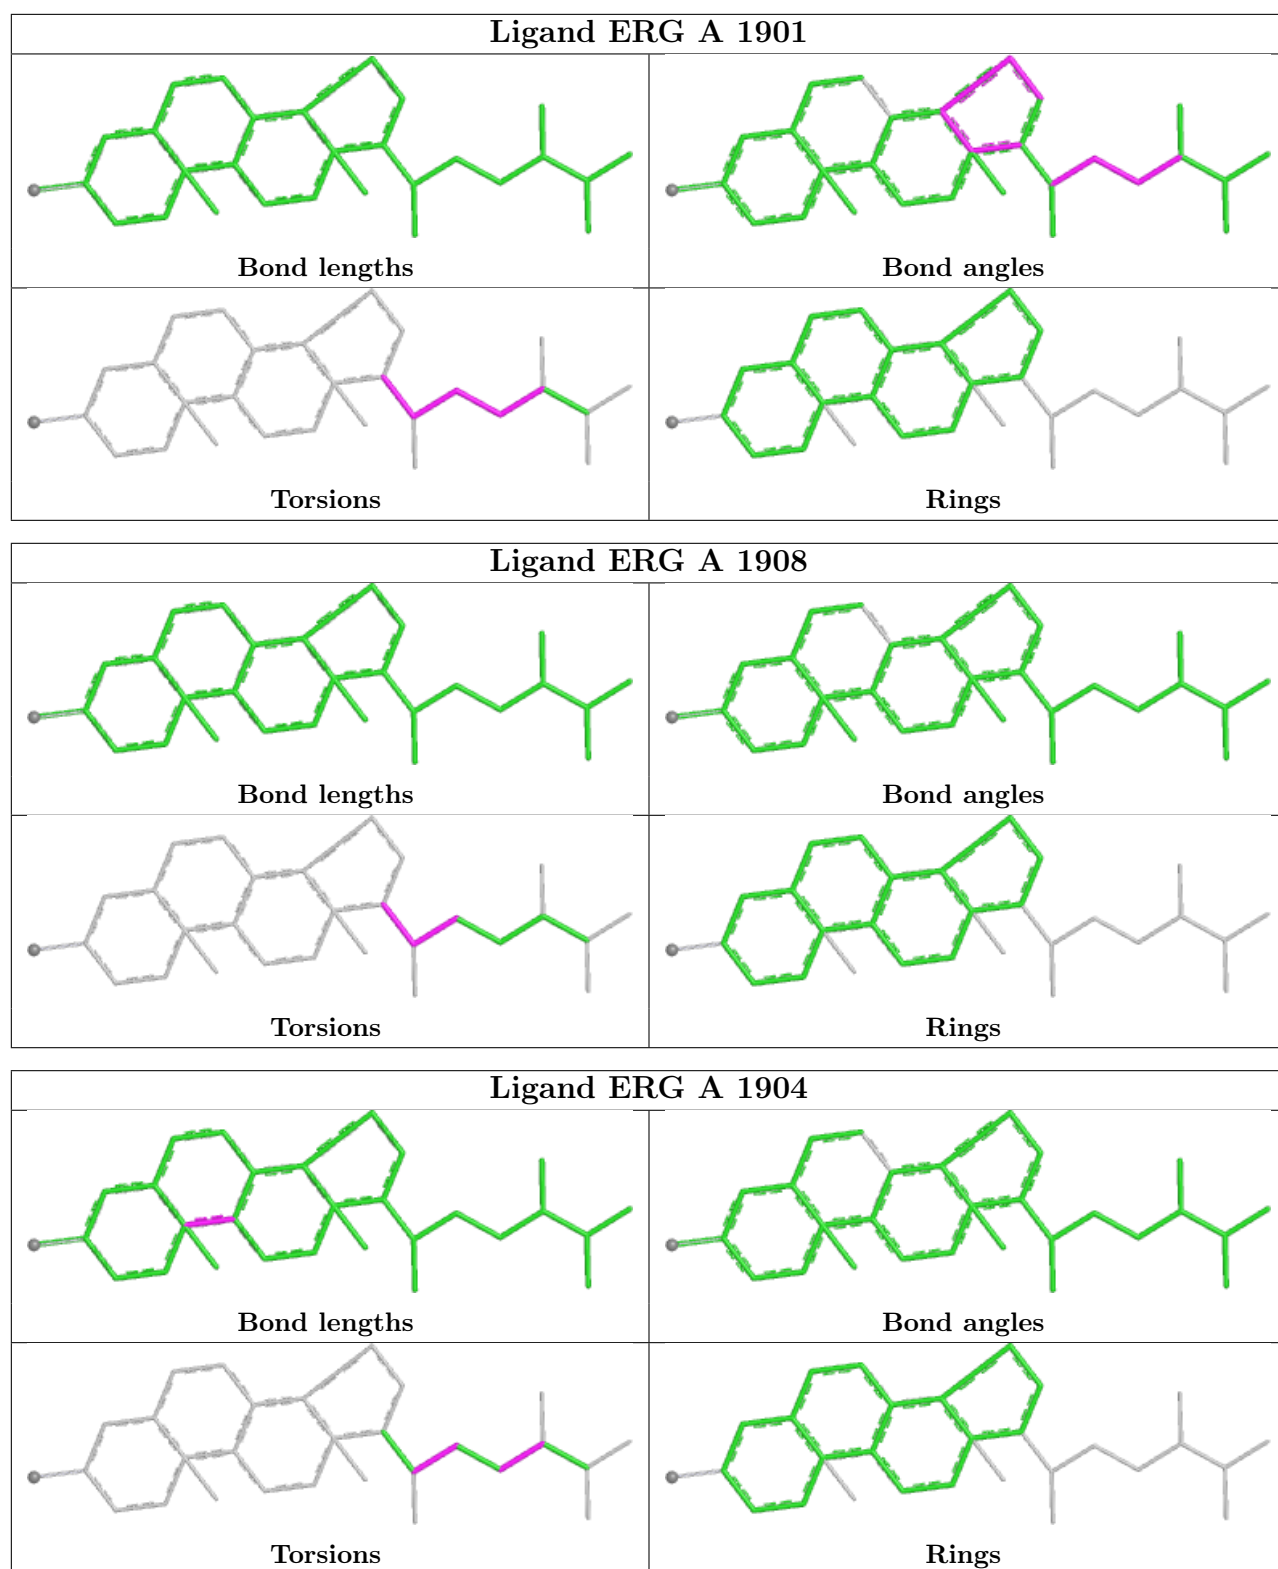 Ligand ERG A 1901
Bond lengths
Bond angles
Torsions
Rings
Ligand ERG A 1908
Bond lengths
Bond angles
Torsions
Rings
Ligand ERG A 1904
Bond lengths
Bond angles
Torsions
Rings